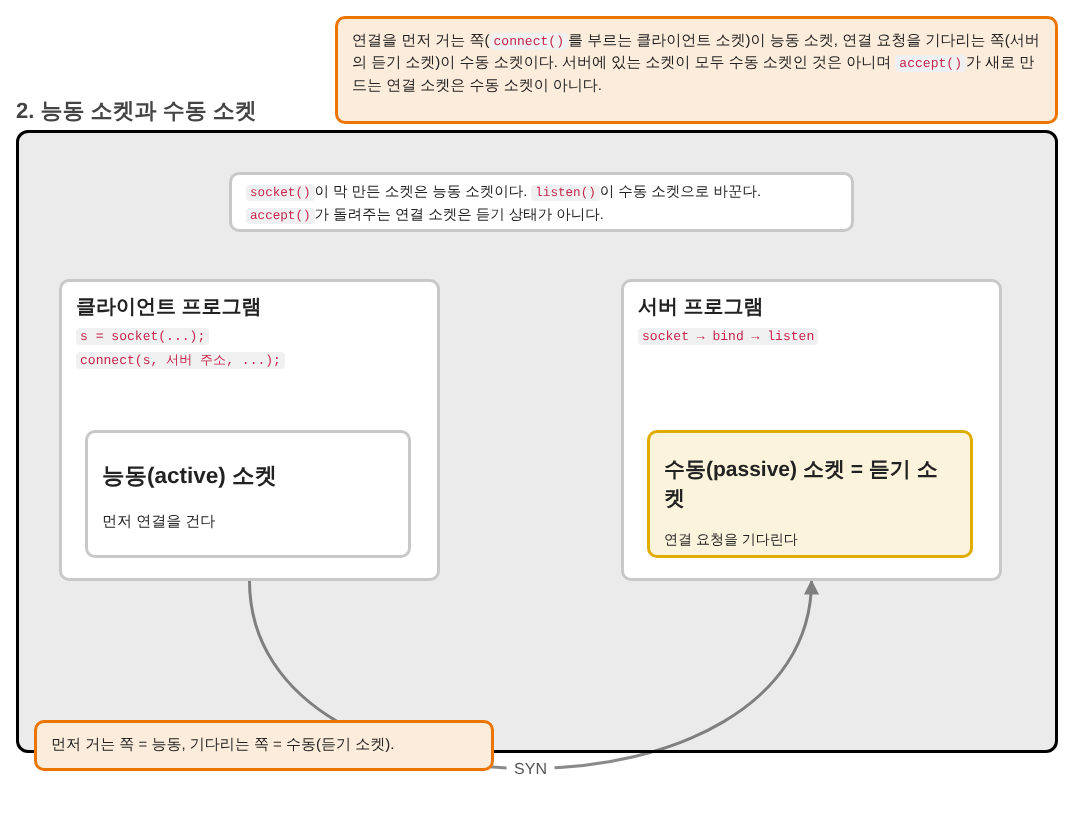 연결을 먼저 거는 쪽(connect()를 부르는 클라이언트 소켓)이 능동 소켓, 연결 요청을 기다리는 쪽(서버
의 듣기 소켓)이 수동 소켓이다. 서버에 있는 소켓이 모두 수동 소켓인 것은 아니며 accept()가 새로 만
드는 연결 소켓은 수동 소켓이 아니다.
2. 능동 소켓과 수동 소켓
socket()이 막 만든 소켓은 능동 소켓이다. listen()이 수동 소켓으로 바꾼다.
accept()가 돌려주는 연결 소켓은 듣기 상태가 아니다.
클라이언트 프로그램
s = socket(...);
connect(s, 서버 주소, ...);
능동(active) 소켓
먼저 연결을 건다
서버 프로그램
socket → bind → listen
수동(passive) 소켓 = 듣기 소
켓
연결 요청을 기다린다
먼저 거는 쪽 = 능동, 기다리는 쪽 = 수동(듣기 소켓).
SYN